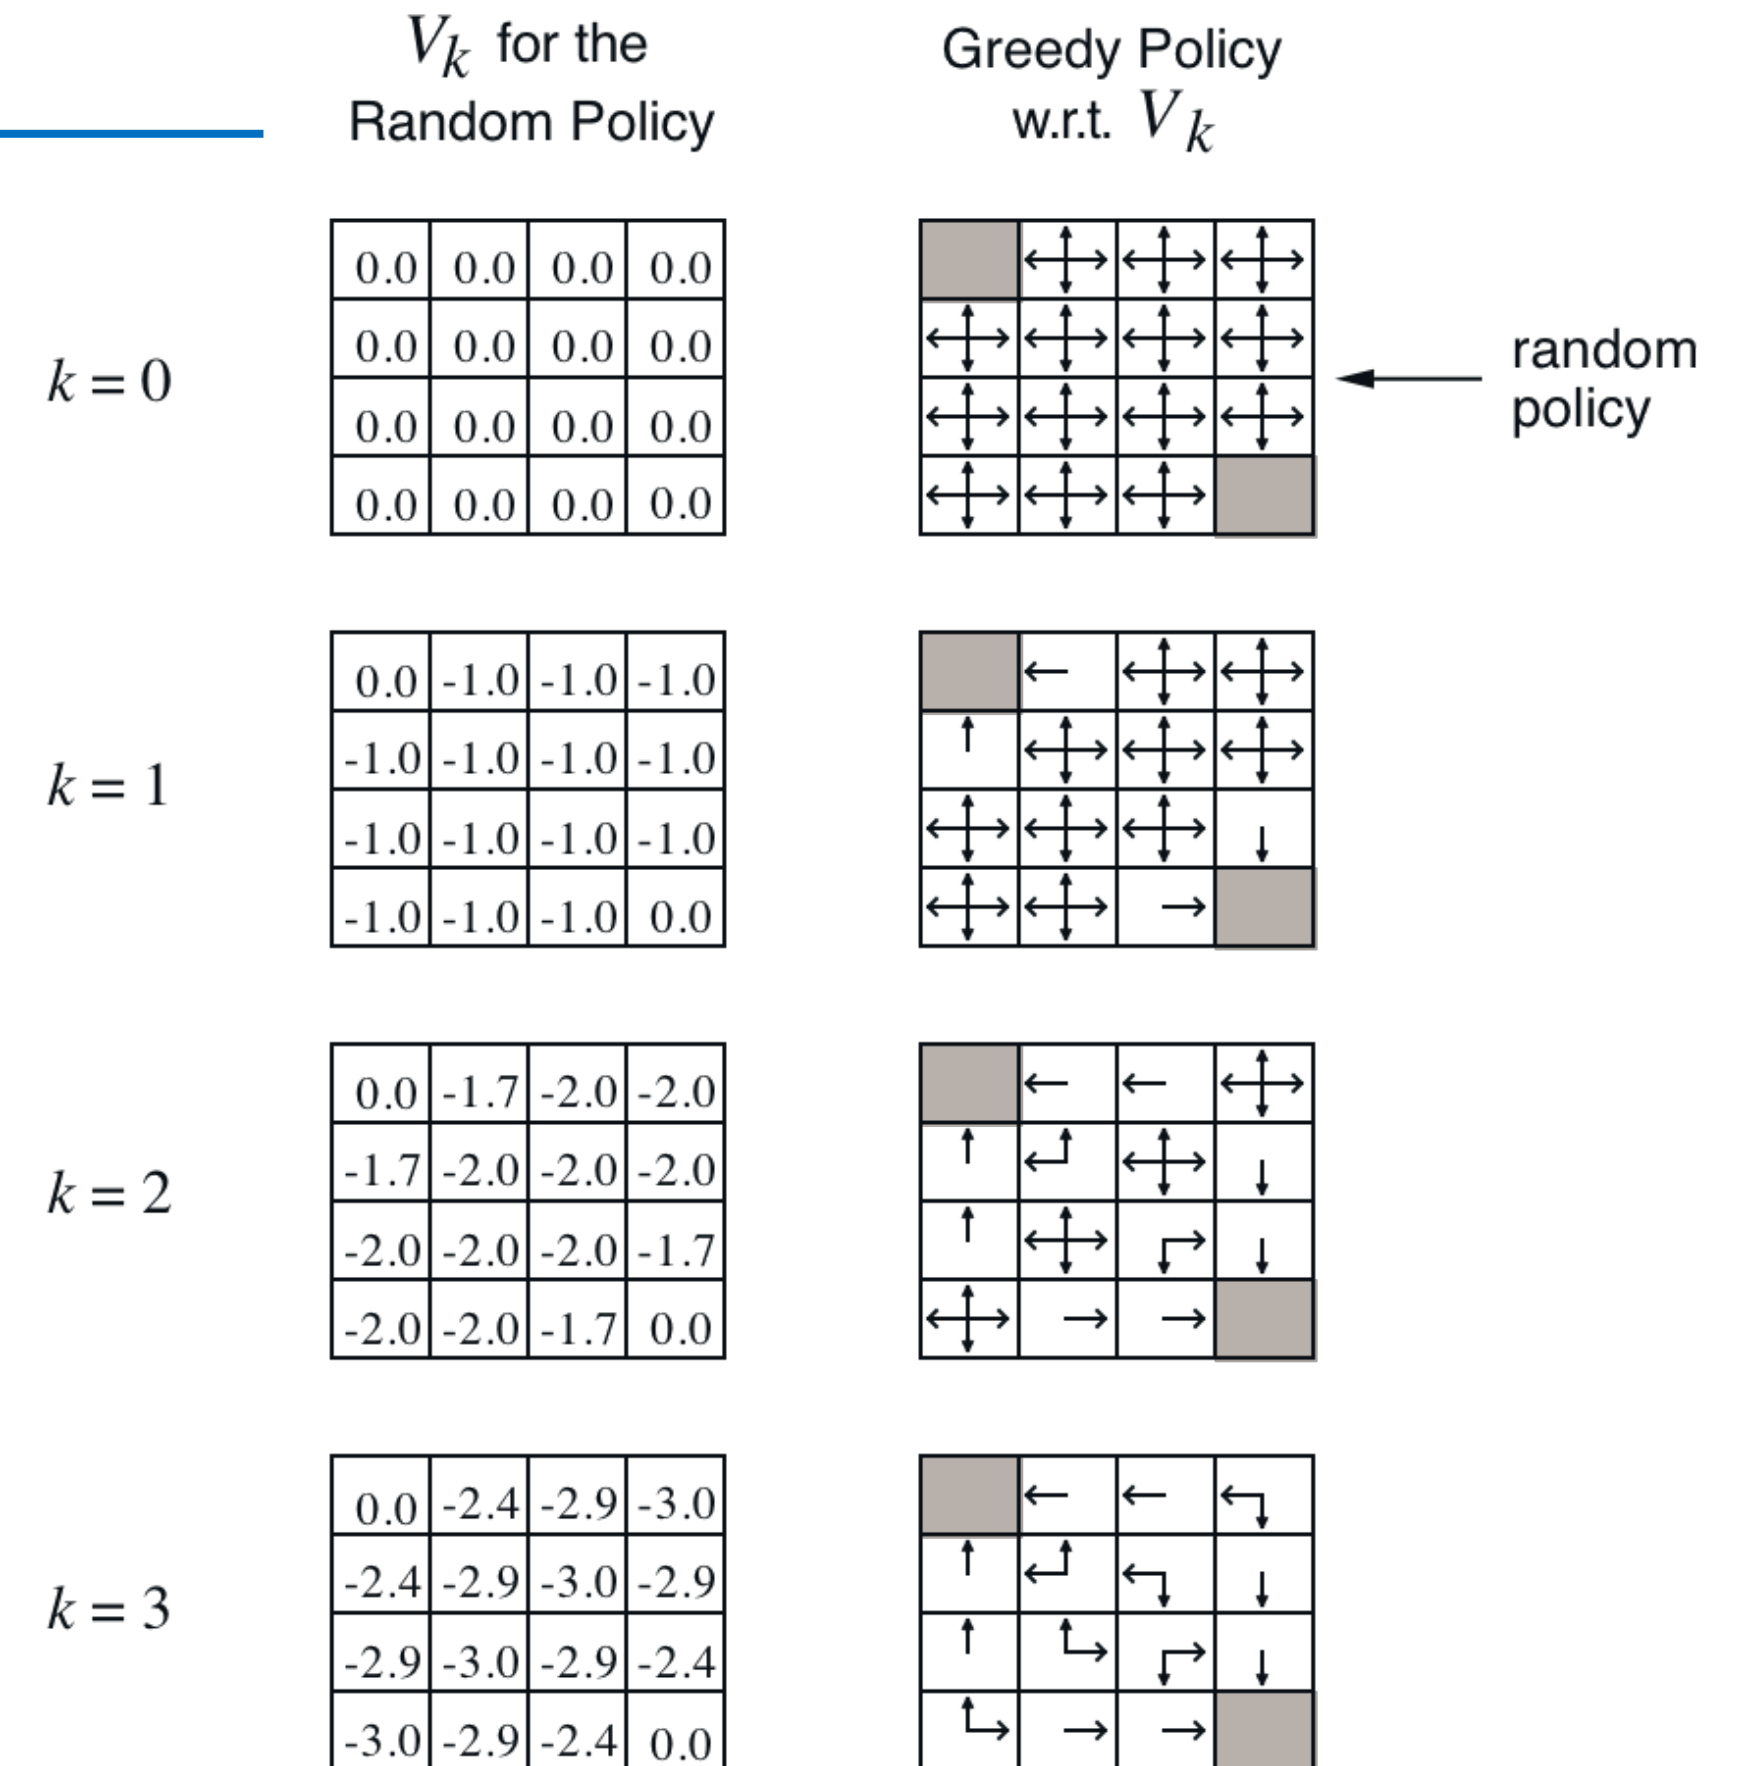 Vk for the
Random Policy
Greedy Policy
w.r.t. Vk
k = 0
0.0 0.0 0.0 0.0
0.0 0.0 0.0 0.0
0.0 0.0 0.0 0.0
0.0 0.0 0.0 0.0
random
policy
k = 1
0.0 -1.0 -1.0 -1.0
-1.0 -1.0 -1.0 -1.0
-1.0 -1.0 -1.0 -1.0
-1.0 -1.0 -1.0 0.0
k = 2
0.0 -1.7 -2.0 -2.0
-1.7 -2.0 -2.0 -2.0
-2.0 -2.0 -2.0 -1.7
-2.0 -2.0 -1.7 0.0
k = 3
0.0 -2.4 -2.9 -3.0
-2.4 -2.9 -3.0 -2.9
-2.9 -3.0 -2.9 -2.4
-3.0 -2.9 -2.4 0.0